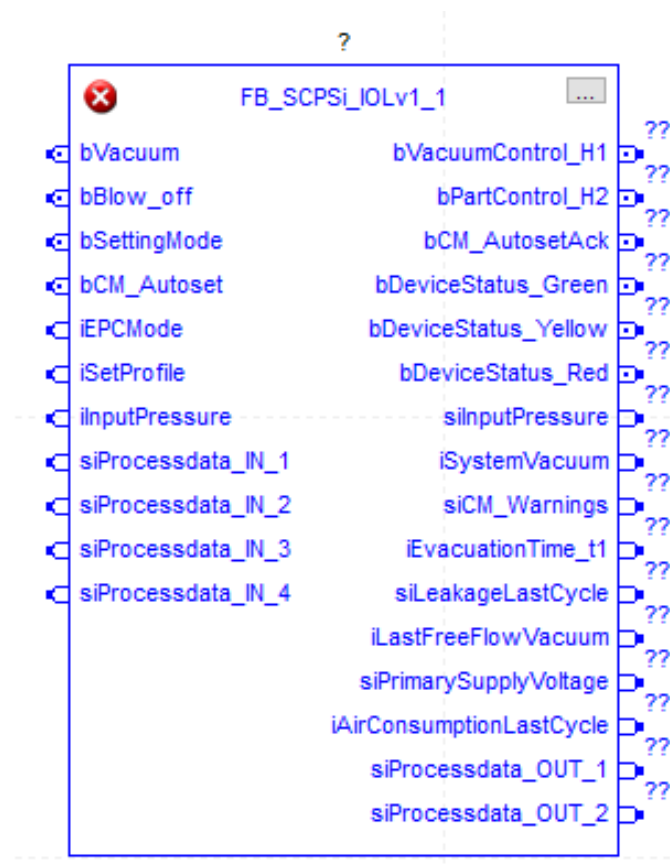 ?
FB_SCPSi_IOLv1_1
...
??
bVacuum bVacuumControl_H1
??
bBlow_off bPartControl_H2
??
bSettingMode bCM_AutosetAck
??
bCM_Autoset bDeviceStatus_Green
??
iEPCMode bDeviceStatus_Yellow
??
iSetProfile bDeviceStatus_Red
??
iInputPressure siInputPressure
??
siProcessdata_IN_1 iSystemVacuum
??
siProcessdata_IN_2 siCM_Warnings
??
siProcessdata_IN_3 iEvacuationTime_t1
??
siProcessdata_IN_4 siLeakageLastCycle
??
iLastFreeFlowVacuum
??
siPrimarySupplyVoltage
??
iAirConsumptionLastCycle
??
siProcessdata_OUT_1
??
siProcessdata_OUT_2